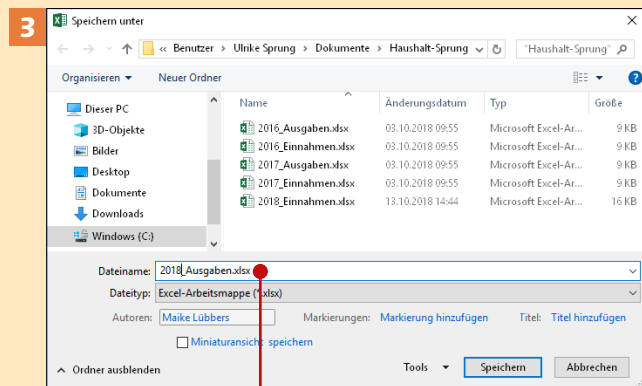 3
Speichern unter
« Benutzer > Ulrike Sprung > Dokumente > Haushalt-Sprung "Haushalt-Sprung"
Organisieren Neuer Ordner
Name Änderungsdatum Typ Größe
Dieser PC
3D-Objekte
Bilder
Desktop
Dokumente
Downloads
Windows (C:)
2016_Ausgaben.xlsx 03.10.2018 09:55 Microsoft Excel-Ar... 9 KB
2016_Einnahmen.xlsx 03.10.2018 09:55 Microsoft Excel-Ar... 9 KB
2017_Ausgaben.xlsx 03.10.2018 09:55 Microsoft Excel-Ar... 9 KB
2017_Einnahmen.xlsx 03.10.2018 09:55 Microsoft Excel-Ar... 9 KB
2018_Einnahmen.xlsx 13.10.2018 14:44 Microsoft Excel-Ar... 16 KB
Dateiname: 2018_Ausgaben.xlsx
Dateityp: Excel-Arbeitsmappe (*.xlsx)
Autoren: Maike Lübbers Markierungen: Markierung hinzufügen Titel: Titel hinzufügen
Miniaturansicht speichern
Ordner ausblenden Tools Speichern Abbrechen